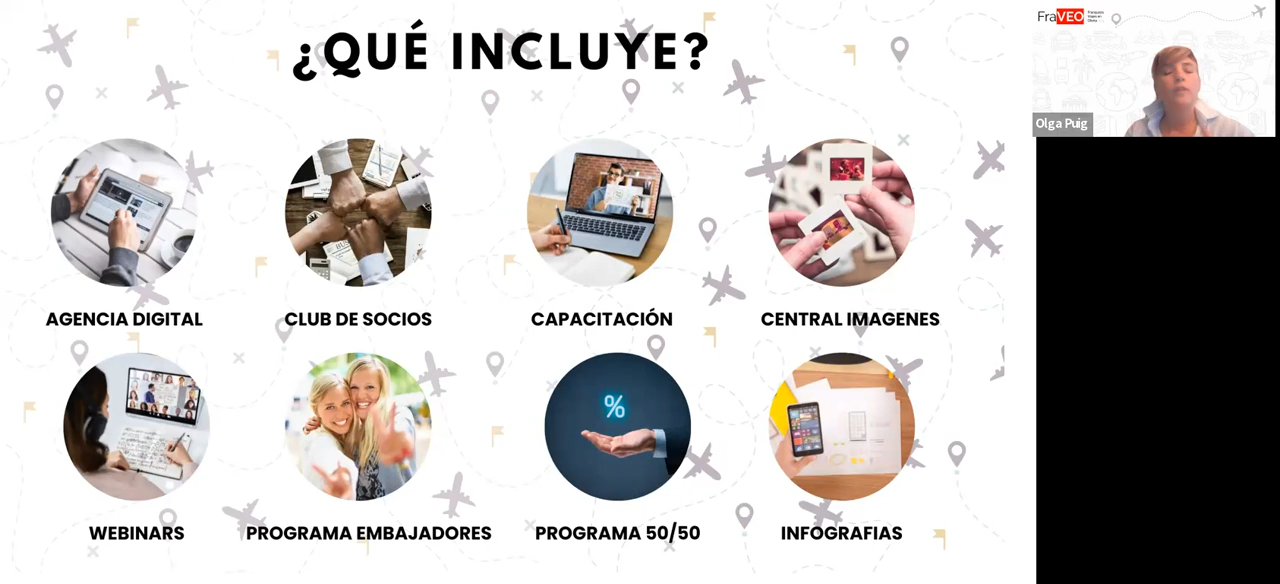 ¿QUÉ INCLUYE?
AGENCIA DIGITAL
CLUB DE SOCIOS
CAPACITACIÓN
CENTRAL IMAGENES
WEBINARS
PROGRAMA EMBAJADORES
%
PROGRAMA 50/50
INFOGRAFIAS
FraVEO
Olga Puig